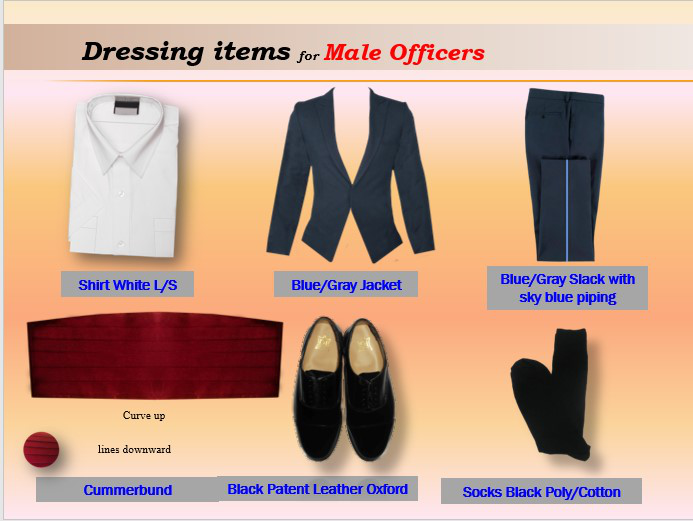 Dressing items for Male Officers
Shirt White L/S
Blue/Gray Jacket
Blue/Gray Slack with
sky blue piping
Curve up
lines downward
Cummerbund
Black Patent Leather Oxford
Socks Black Poly/Cotton